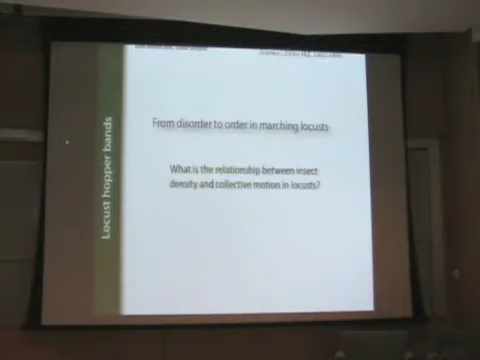 From disorder to order in marching locusts
What is the relationship between insect
density and collective motion in locusts?
Locust hopper bands